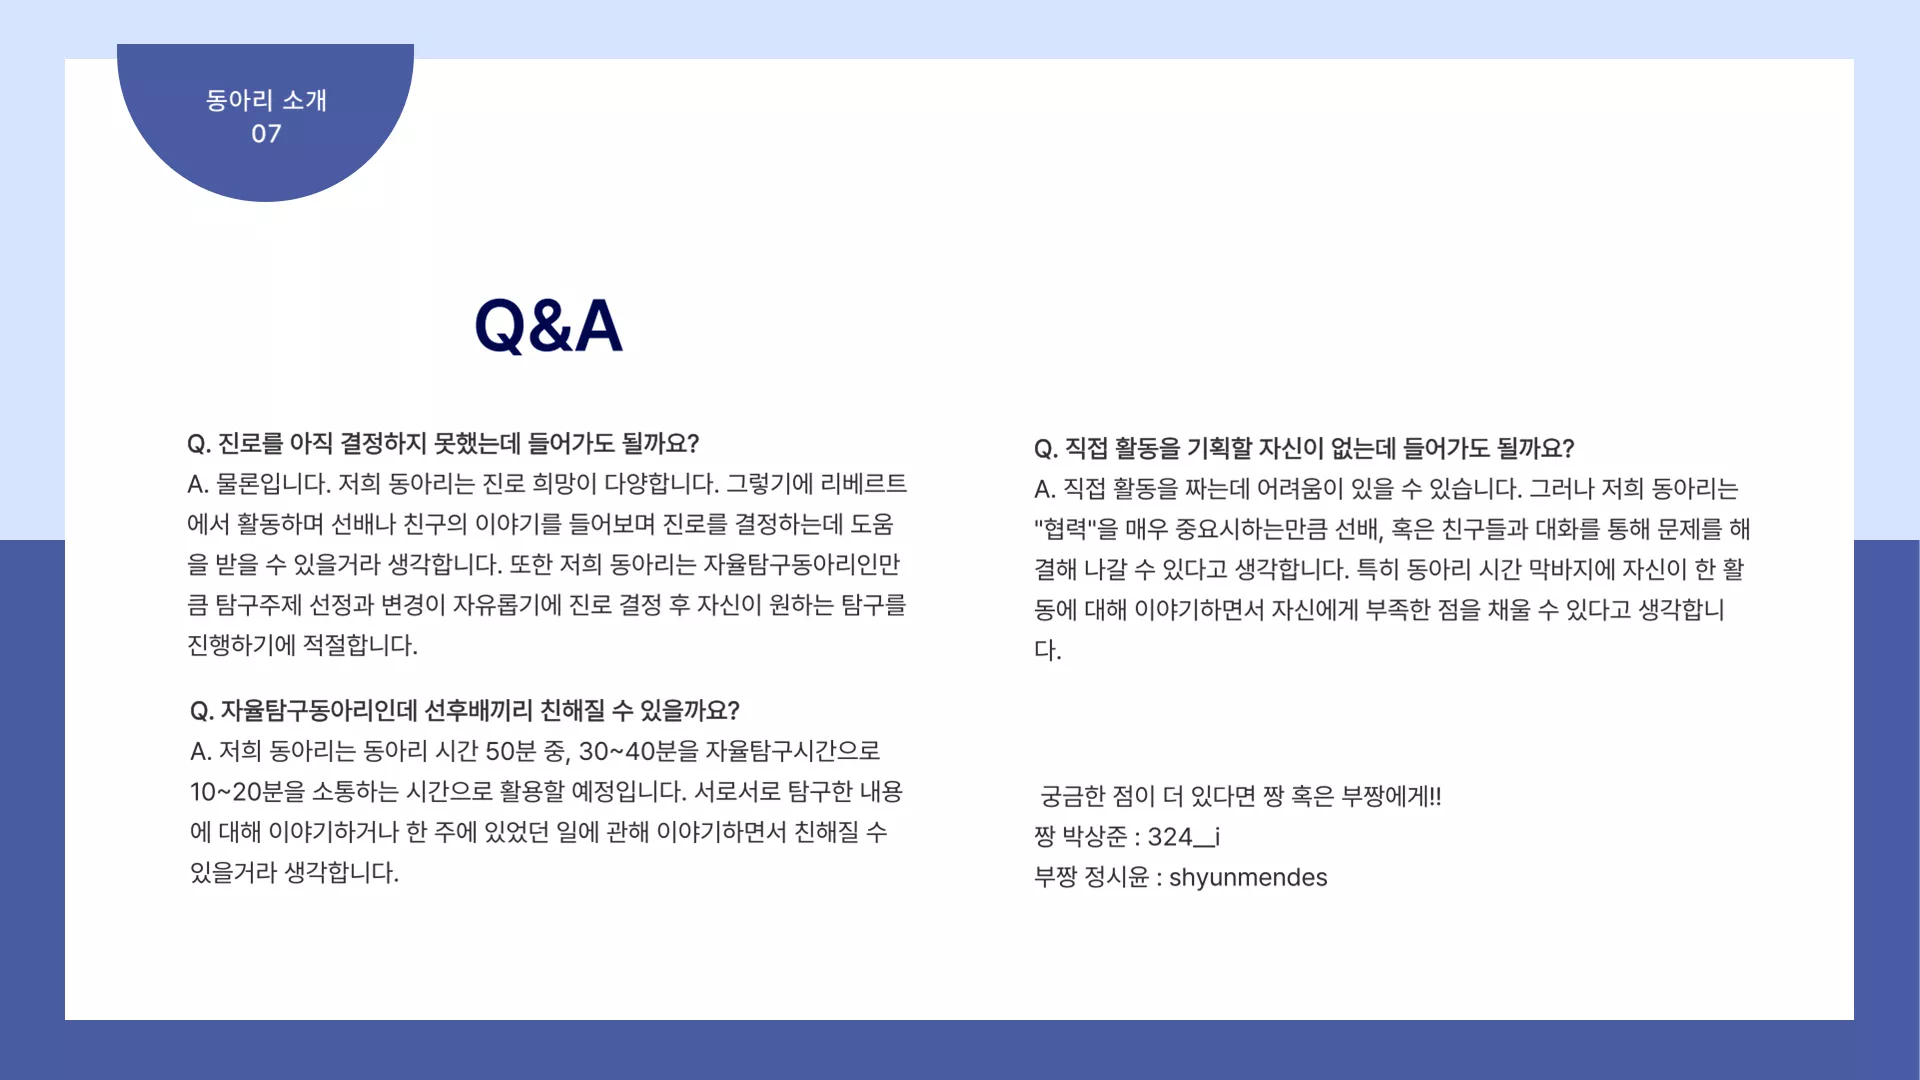 동아리 소개
07
Q&A
Q. 진로를 아직 결정하지 못했는데 들어가도 될까요?
A. 물론입니다. 저희 동아리는 진로 희망이 다양합니다. 그렇기에 리베르트
에서 활동하며 선배나 친구의 이야기를 들어보며 진로를 결정하는데 도움
을 받을 수 있을거라 생각합니다. 또한 저희 동아리는 자율탐구동아리인만
큼 탐구주제 선정과 변경이 자유롭기에 진로 결정 후 자신이 원하는 탐구를
진행하기에 적절합니다.
Q. 자율탐구동아리인데 선후배끼리 친해질 수 있을까요?
A. 저희 동아리는 동아리 시간 50분 중, 30~40분을 자율탐구시간으로
10~20분을 소통하는 시간으로 활용할 예정입니다. 서로서로 탐구한 내용
에 대해 이야기하거나 한 주에 있었던 일에 관해 이야기하면서 친해질 수
있을거라 생각합니다.
Q. 직접 활동을 기획할 자신이 없는데 들어가도 될까요?
A. 직접 활동을 짜는데 어려움이 있을 수 있습니다. 그러나 저희 동아리는
"협력"을 매우 중요시하는만큼 선배, 혹은 친구들과 대화를 통해 문제를 해
결해 나갈 수 있다고 생각합니다. 특히 동아리 시간 막바지에 자신이 한 활
동에 대해 이야기하면서 자신에게 부족한 점을 채울 수 있다고 생각합니
다.
궁금한 점이 더 있다면 짱 혹은 부짱에게!!
짱 박상준 : 324__i
부짱 정시윤 : shyunmendes